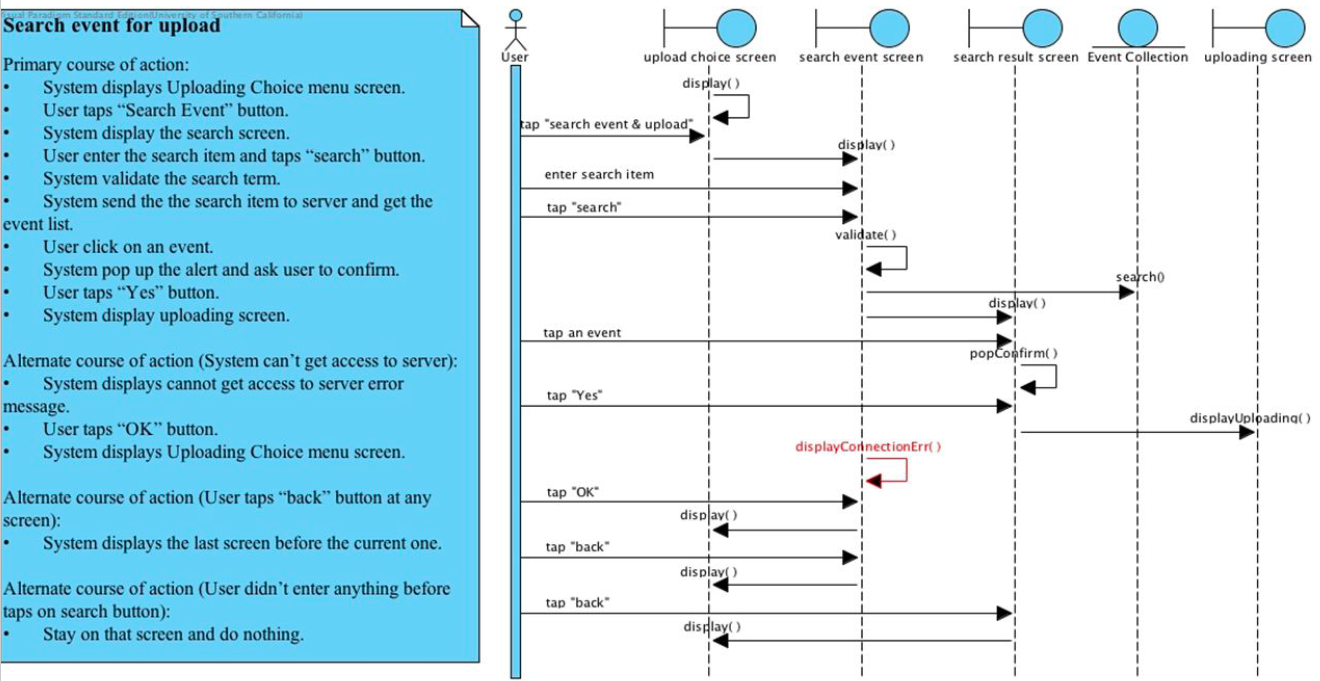 Visual Paradigm Standard Edition(University of Southern California)
Search event for upload
Primary course of action:
• System displays Uploading Choice menu screen.
• User taps “Search Event” button.
• System display the search screen.
• User enter the search item and taps “search” button.
• System validate the search term.
• System send the the search item to server and get the
event list.
• User click on an event.
• System pop up the alert and ask user to confirm.
• User taps “Yes” button.
• System display uploading screen.
Alternate course of action (System can’t get access to server):
• System displays cannot get access to server error
message.
• User taps “OK” button.
• System displays Uploading Choice menu screen.
Alternate course of action (User taps “back” button at any
screen):
• System displays the last screen before the current one.
Alternate course of action (User didn’t enter anything before
taps on search button):
• Stay on that screen and do nothing.
User
upload choice screen
search event screen
search result screen
Event Collection
uploading screen
display( )
tap "search event & upload"
display( )
enter search item
tap "search"
validate( )
search()
display( )
tap an event
popConfirm( )
tap "Yes"
displayUploading( )
displayConnectionErr( )
tap "OK"
display( )
tap "back"
display( )
tap "back"
display( )